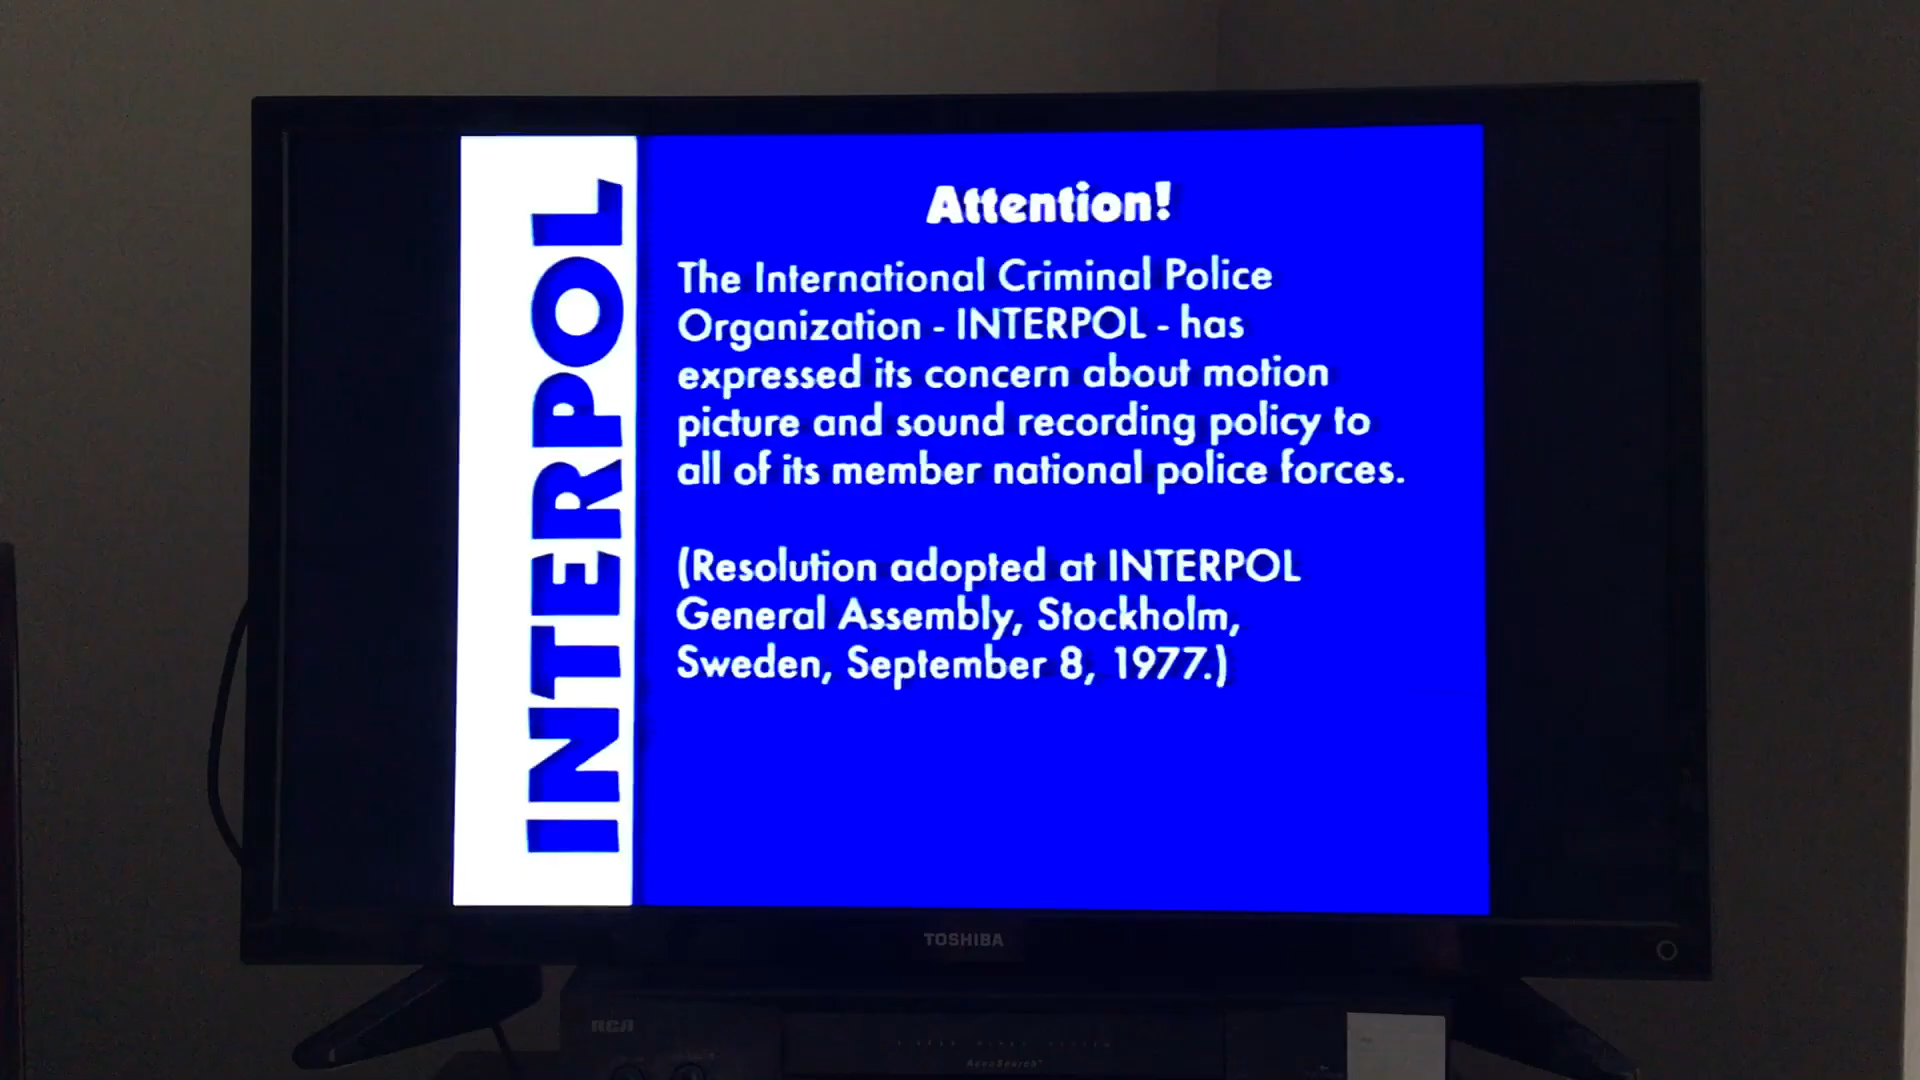 INTERPOL
Attention!
The International Criminal Police
Organization - INTERPOL - has
expressed its concern about motion
picture and sound recording policy to
all of its member national police forces.
(Resolution adopted at INTERPOL
General Assembly, Stockholm,
Sweden, September 8, 1977.)
TOSHIBA
RCA
AccuSearch